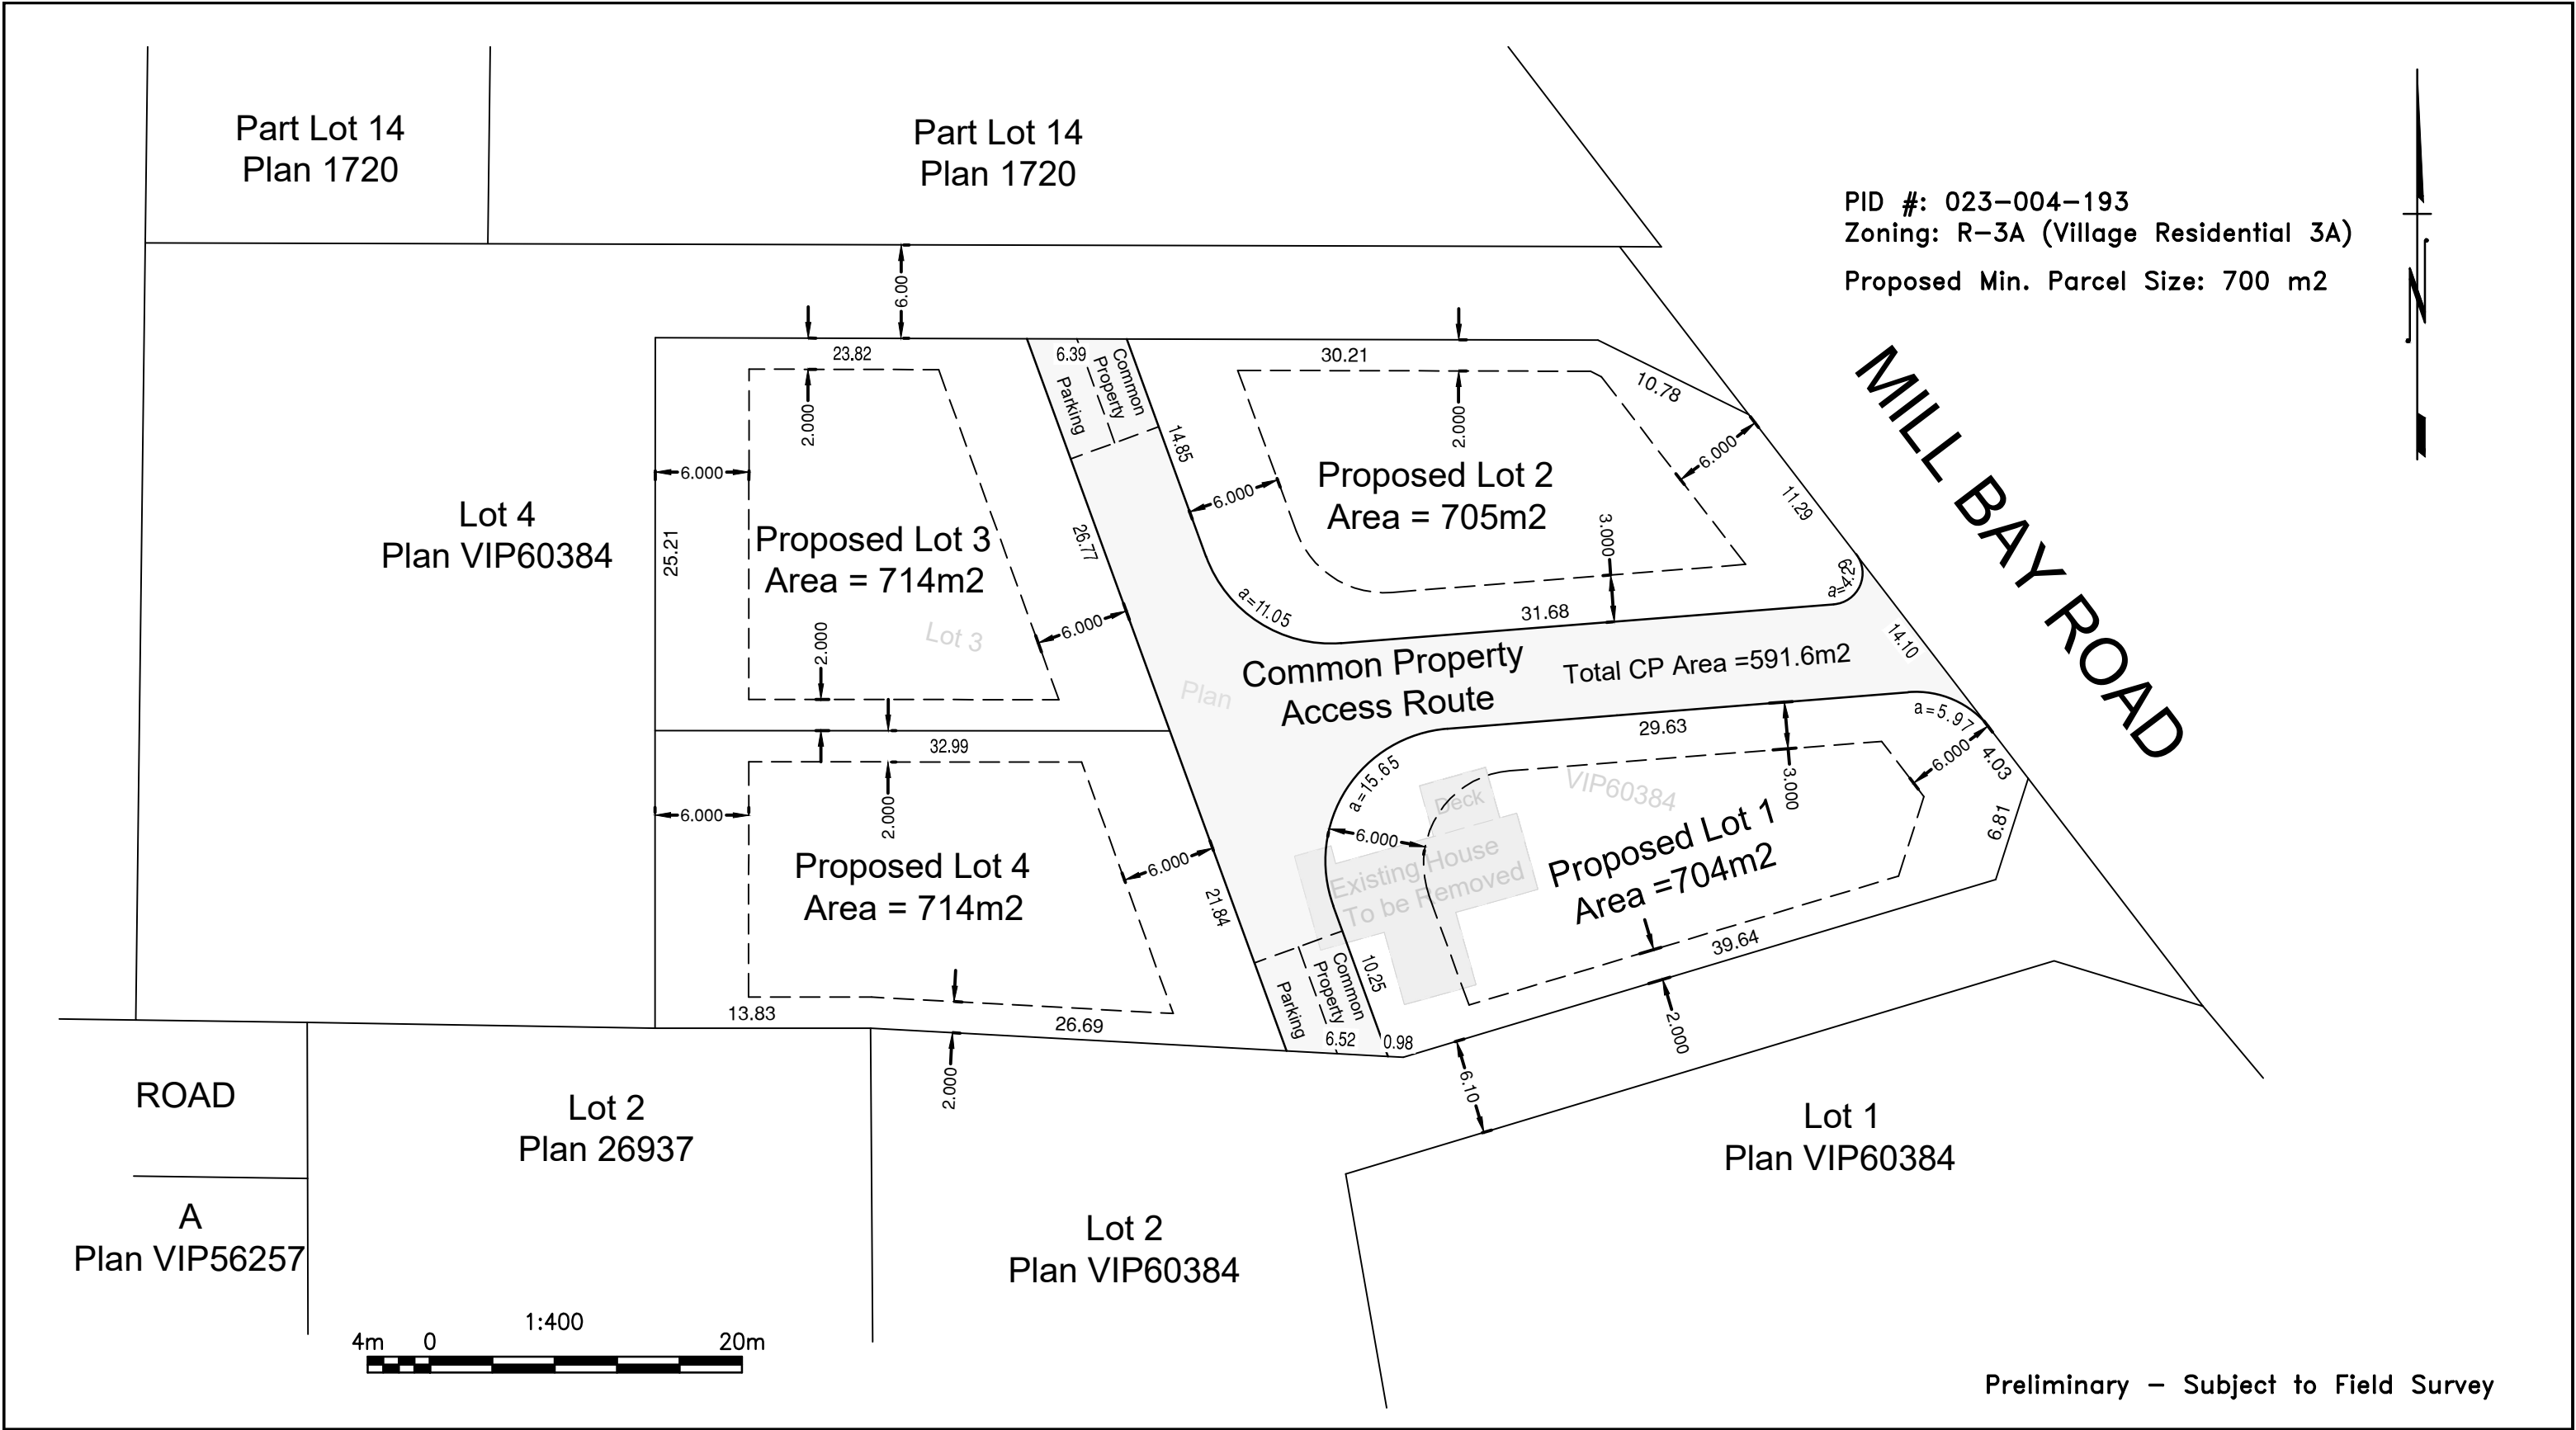 Part Lot 14
Plan 1720
Part Lot 14
Plan 1720
PID #: 023-004-193
Zoning: R-3A (Village Residential 3A)
Proposed Min. Parcel Size: 700 m2
N
MILL BAY ROAD
6.00
23.82
6.39
Parking
Common
Property
30.21
10.78
2.000
2.000
14.85
6.000
6.000
6.000
11.29
Lot 4
Plan VIP60384
25.21
Proposed Lot 3
Area = 714m2
Lot 3
26.77
Proposed Lot 2
Area = 705m2
3.000
a=11.05
31.68
2.000
6.000
14.10
Common Property
Access Route
Total CP Area =591.6m2
Plan
32.99
29.63
a=5.97
6.000
4.03
6.81
6.000
2.000
a=15.65
Deck
VIP60384
3.000
6.000
Existing House
To be Removed
Proposed Lot 1
Area =704m2
Proposed Lot 4
Area = 714m2
6.000
21.84
39.64
10.25
Parking
Common
Property
6.52
0.98
13.83
26.69
2.000
2.000
6.10
ROAD
Lot 2
Plan 26937
A
Plan VIP56257
Lot 2
Plan VIP60384
Lot 1
Plan VIP60384
1:400
4m 0 20m
Preliminary - Subject to Field Survey